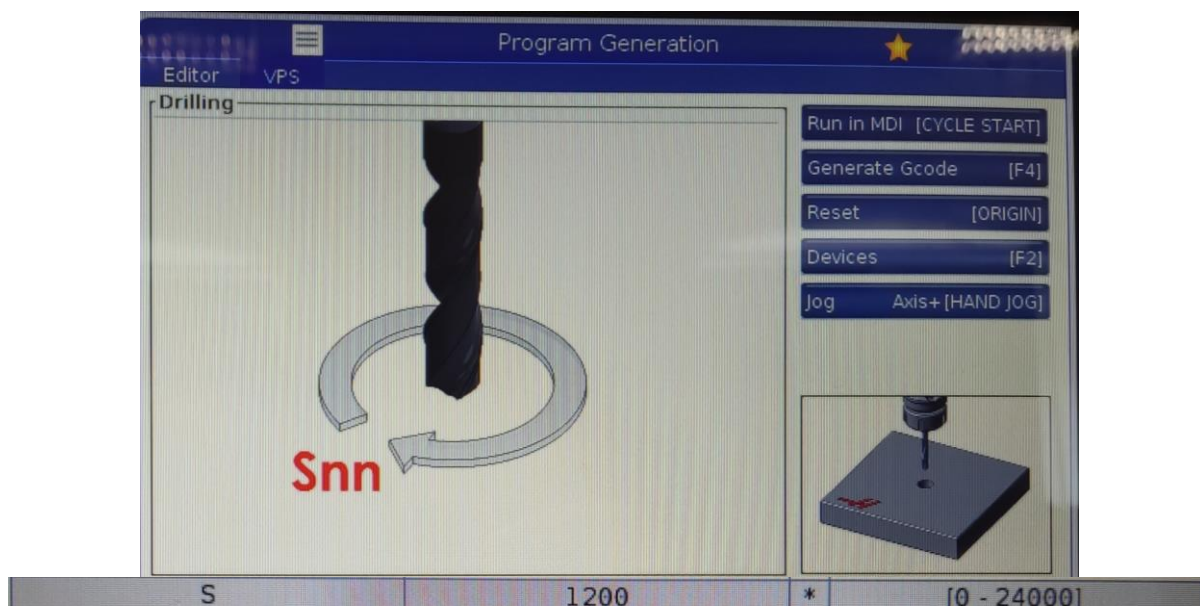 Program Generation
Editor VPS
Drilling
Run in MDI [CYCLE START]
Generate Gcode [F4]
Reset [ORIGIN]
Devices [F2]
Jog Axis+[HAND JOG]
Snn
S 1200 * [0 - 24000]